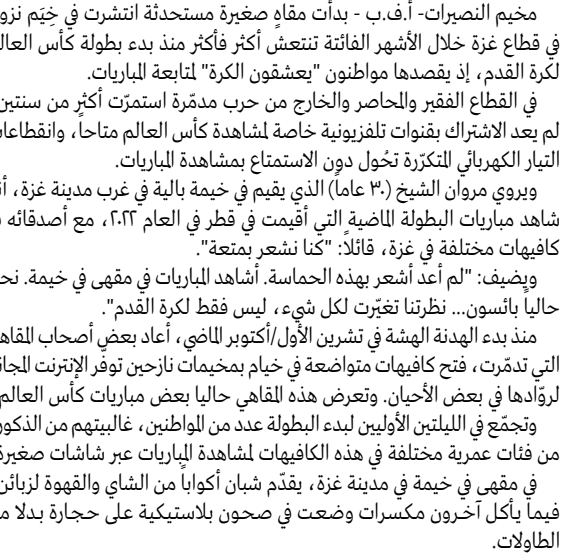 مخيم النصيرات- أ.ف.ب - بدأت مقاهٍ صغيرة مستحدثة انتشرت في خِيَم نزو
في قطاع غزة خلال الأشهر الفائتة تنتعش أكثر فأكثر منذ بدء بطولة كأس العال
لكرة القدم، إذ يقصدها مواطنون "يعشقون الكرة" لمتابعة المباريات.
في القطاع الفقير والمحاصر والخارج من حرب مدمّرة استمرّت أكثر من سنتين
لم يعد الاشتراك بقنوات تلفزيونية خاصة لمشاهدة كأس العالم متاحاً، وانقطاعات
التيار الكهربائي المتكرّرة تحُول دون الاستمتاع بمشاهدة المباريات.
ويروي مروان الشيخ (٣٠ عاماً) الذي يقيم في خيمة بالية في غرب مدينة غزة، أن
شاهد مباريات البطولة الماضية التي أقيمت في قطر في العام ٢٠٢٢، مع أصدقائه
كافيهات مختلفة في غزة، قائلاً: "كنا نشعر بمتعة".
ويضيف: "لم أعد أشعر بهذه الحماسة. أشاهد المباريات في مقهى في خيمة. نحن
حالياً بائسون... نظرتنا تغيّرت لكل شيء، ليس فقط لكرة القدم".
منذ بدء الهدنة الهشة في تشرين الأول/أكتوبر الماضي، أعاد بعض أصحاب المقاهي
التي تدمّرت، فتح كافيهات متواضعة في خيام بمخيمات نازحين توفّر الإنترنت المجان
لروّادها في بعض الأحيان. وتعرض هذه المقاهي حاليا بعض مباريات كأس العالم
وتجمّع في الليلتين الأوليين لبدء البطولة عدد من المواطنين، غالبيتهم من الذكور
من فئات عمرية مختلفة في هذه الكافيهات لمشاهدة المباريات عبر شاشات صغيرة
في مقهى في خيمة في مدينة غزة، يقدّم شبان أكواباً من الشاي والقهوة لزبائن
فيما يأكل آخرون مكسرات وضعت في صحون بلاستيكية على حجارة بدلا م
الطاولات.